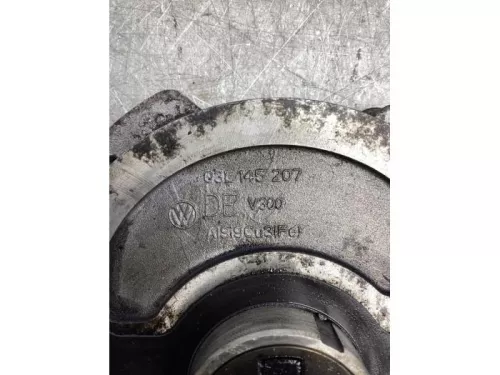 03L 145 207
DE V300
AlSi9Cu3(Fe)